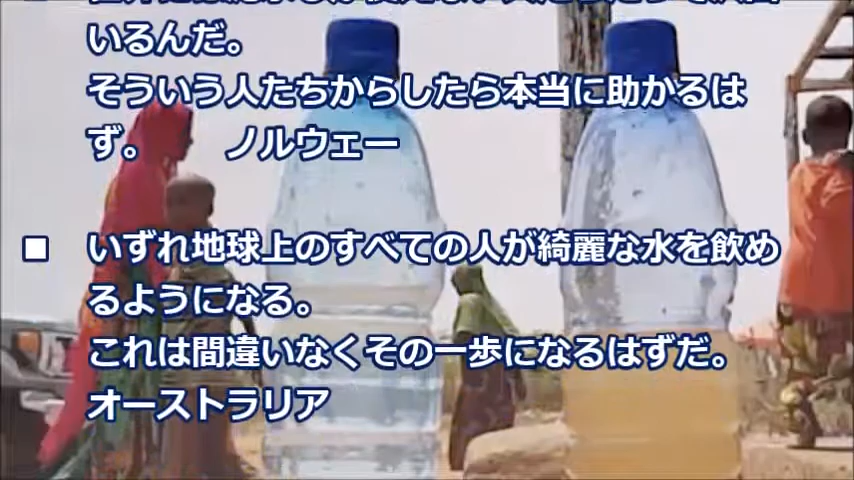 いるんだ。
そういう人たちからしたら本当に助かるは
ず。 ノルウェー
■ いずれ地球上のすべての人が綺麗な水を飲め
るようになる。
これは間違いなくその一歩になるはずだ。
オーストラリア